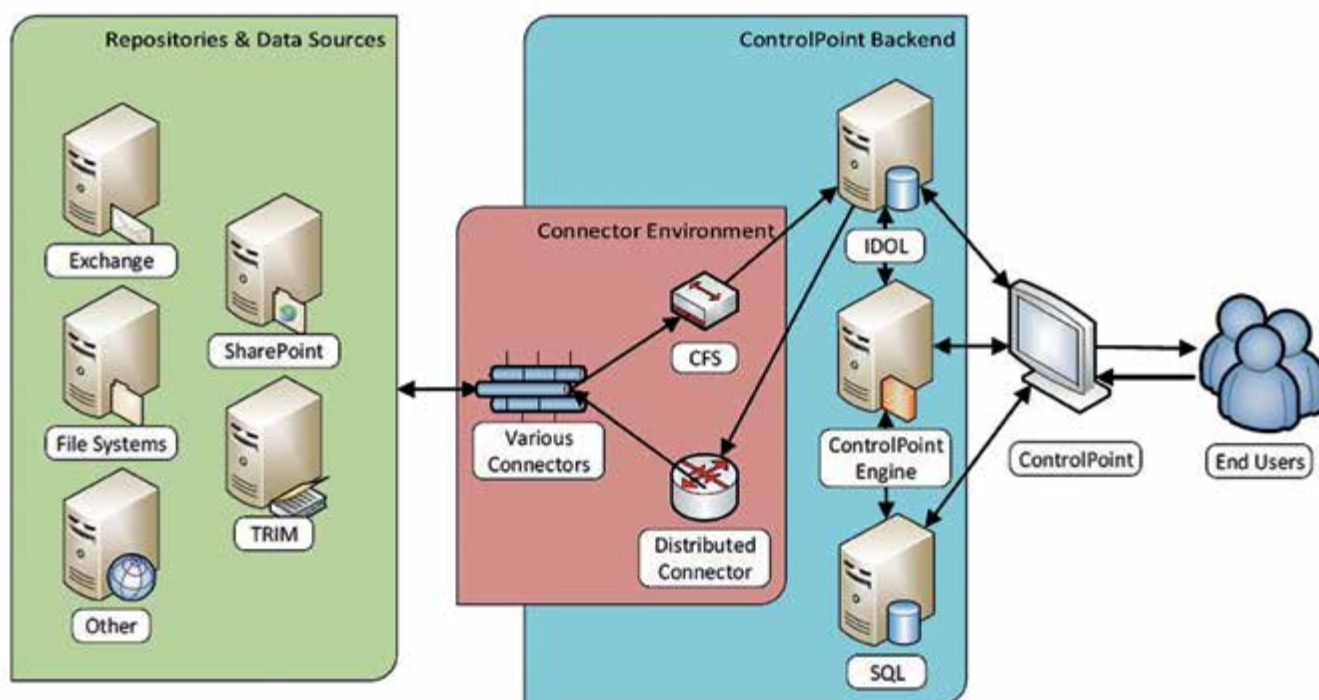 Repositories & Data Sources
Exchange
SharePoint
File Systems
TRIM
Other
ControlPoint Backend
Connector Environment
IDOL
CFS
Various
Connectors
ControlPoint
Engine
Distributed
Connector
SQL
ControlPoint
End Users